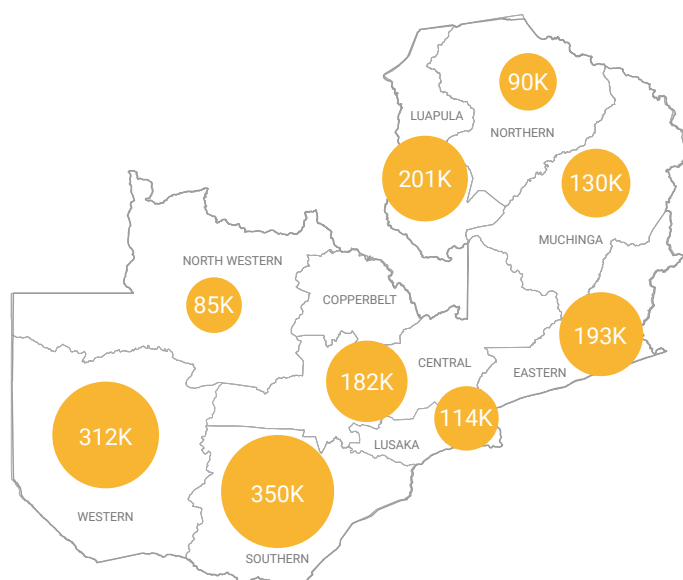 90K
LUAPULA
NORTHERN
201K
130K
MUCHINGA
NORTH WESTERN
85K
COPPERBELT
193K
CENTRAL
EASTERN
182K
114K
312K
LUSAKA
350K
WESTERN
SOUTHERN